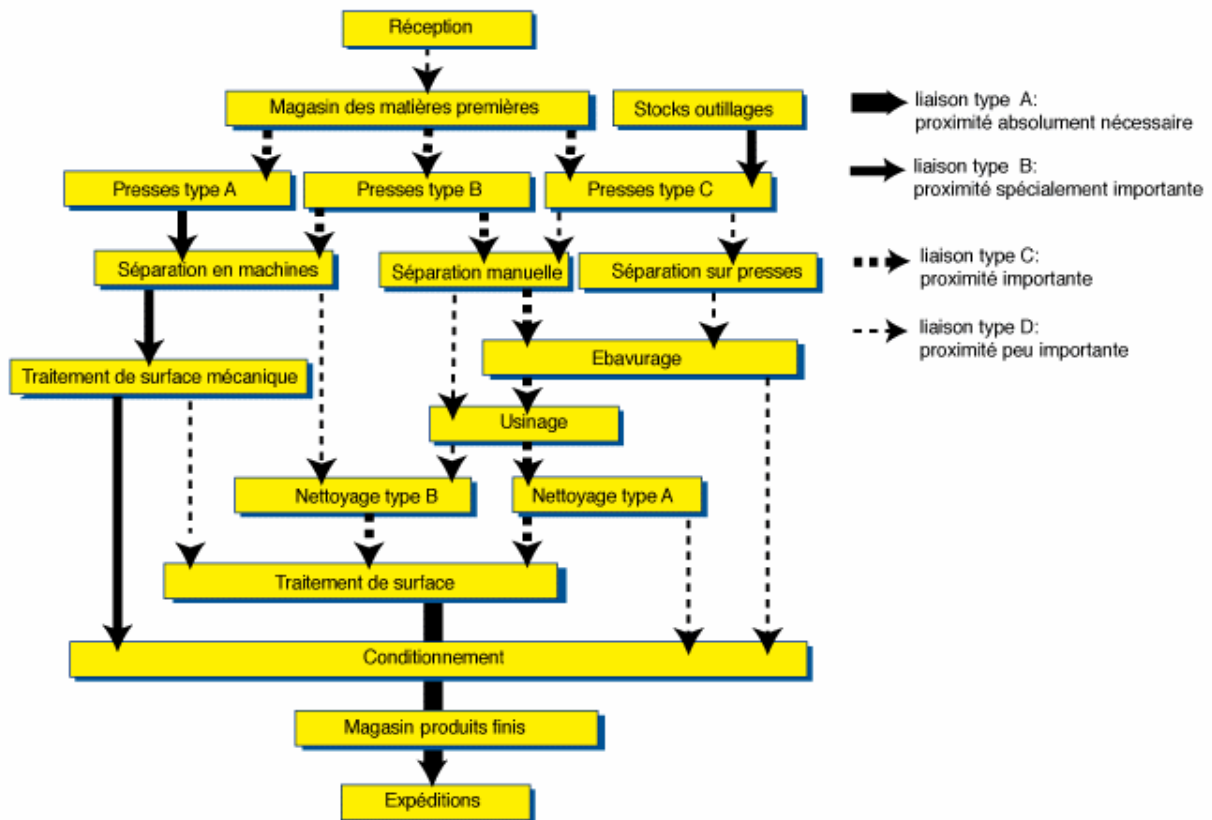 Réception
Magasin des matières premières
Stocks outillages
Presses type A
Presses type B
Presses type C
Séparation en machines
Séparation manuelle
Séparation sur presses
Ebavurage
Traitement de surface mécanique
Usinage
Nettoyage type B
Nettoyage type A
Traitement de surface
Conditionnement
Magasin produits finis
Expéditions
liaison type A:
proximité absolument nécessaire
liaison type B:
proximité spécialement importante
liaison type C:
proximité importante
liaison type D:
proximité peu importante